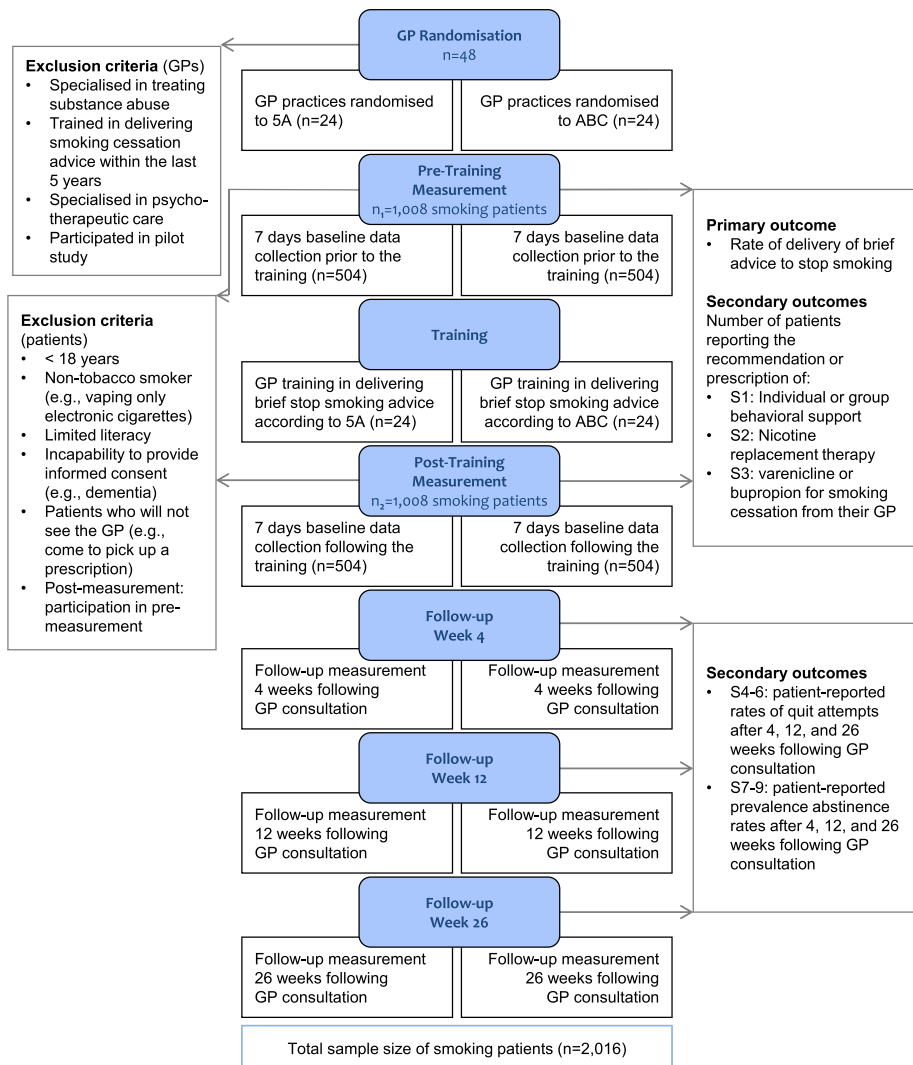 GP Randomisation
n=48
Exclusion criteria (GPs)
• Specialised in treating
substance abuse
• Trained in delivering
smoking cessation
advice within the last
5 years
• Specialised in psycho-
therapeutic care
• Participated in pilot
study
GP practices randomised
to 5A (n=24)
GP practices randomised
to ABC (n=24)
Pre-Training
Measurement
n₁=1,008 smoking patients
7 days baseline data
collection prior to the
training (n=504)
7 days baseline data
collection prior to the
training (n=504)
Primary outcome
• Rate of delivery of brief
advice to stop smoking
Secondary outcomes
Number of patients
reporting the
recommendation or
prescription of:
• S1: Individual or group
behavioral support
• S2: Nicotine
replacement therapy
• S3: varenicline or
bupropion for smoking
cessation from their GP
Exclusion criteria
(patients)
• < 18 years
• Non-tobacco smoker
(e.g., vaping only
electronic cigarettes)
• Limited literacy
• Incapability to provide
informed consent
(e.g., dementia)
• Patients who will not
see the GP (e.g.,
come to pick up a
prescription)
• Post-measurement:
participation in pre-
measurement
Training
GP training in delivering
brief stop smoking advice
according to 5A (n=24)
GP training in delivering
brief stop smoking advice
according to ABC (n=24)
Post-Training
Measurement
n₂=1,008 smoking patients
7 days baseline data
collection following the
training (n=504)
7 days baseline data
collection following the
training (n=504)
Follow-up
Week 4
Follow-up measurement
4 weeks following
GP consultation
Follow-up measurement
4 weeks following
GP consultation
Secondary outcomes
• S4-6: patient-reported
rates of quit attempts
after 4, 12, and 26
weeks following GP
consultation
• S7-9: patient-reported
prevalence abstinence
rates after 4, 12, and 26
weeks following GP
consultation
Follow-up
Week 12
Follow-up measurement
12 weeks following
GP consultation
Follow-up measurement
12 weeks following
GP consultation
Follow-up
Week 26
Follow-up measurement
26 weeks following
GP consultation
Follow-up measurement
26 weeks following
GP consultation
Total sample size of smoking patients (n=2,016)